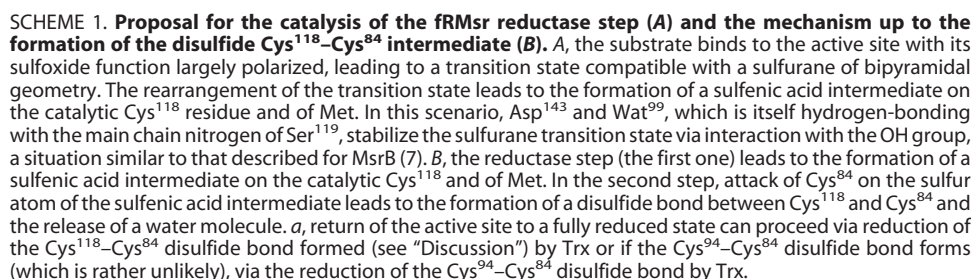 SCHEME 1. Proposal for the catalysis of the fRMsr reductase step (A) and the mechanism up to the
formation of the disulfide Cys¹¹⁸–Cys⁸⁴ intermediate (B). A, the substrate binds to the active site with its
sulfoxide function largely polarized, leading to a transition state compatible with a sulfurane of bipyramidal
geometry. The rearrangement of the transition state leads to the formation of a sulfenic acid intermediate on
the catalytic Cys¹¹⁸ residue and of Met. In this scenario, Asp¹⁴³ and Wat⁹⁹, which is itself hydrogen-bonding
with the main chain nitrogen of Ser¹¹⁹, stabilize the sulfurane transition state via interaction with the OH group,
a situation similar to that described for MsrB (7). B, the reductase step (the first one) leads to the formation of a
sulfenic acid intermediate on the catalytic Cys¹¹⁸ and of Met. In the second step, attack of Cys⁸⁴ on the sulfur
atom of the sulfenic acid intermediate leads to the formation of a disulfide bond between Cys¹¹⁸ and Cys⁸⁴ and
the release of a water molecule. a, return of the active site to a fully reduced state can proceed via reduction of
the Cys¹¹⁸–Cys⁸⁴ disulfide bond formed (see “Discussion”) by Trx or if the Cys⁹⁴–Cys⁸⁴ disulfide bond forms
(which is rather unlikely), via the reduction of the Cys⁹⁴–Cys⁸⁴ disulfide bond by Trx.